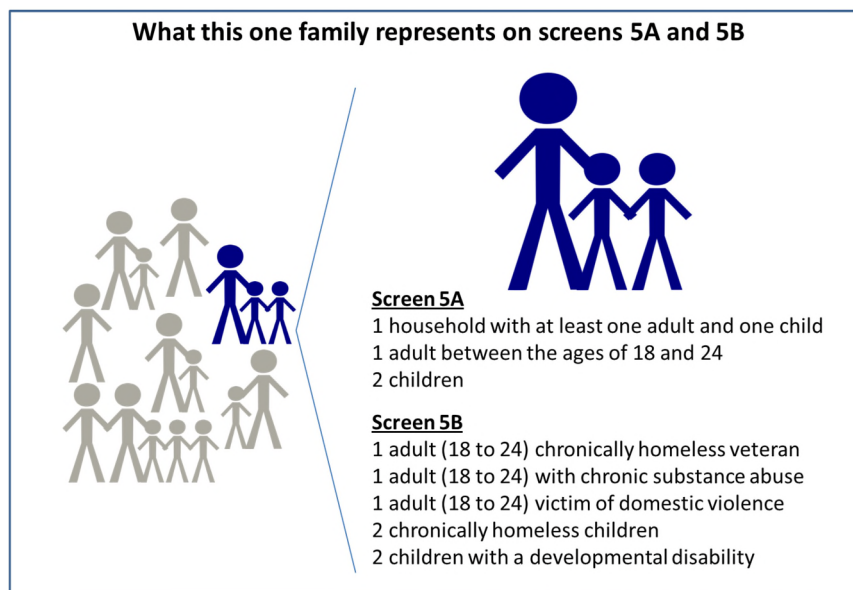 What this one family represents on screens 5A and 5B
Screen 5A
1 household with at least one adult and one child
1 adult between the ages of 18 and 24
2 children
Screen 5B
1 adult (18 to 24) chronically homeless veteran
1 adult (18 to 24) with chronic substance abuse
1 adult (18 to 24) victim of domestic violence
2 chronically homeless children
2 children with a developmental disability